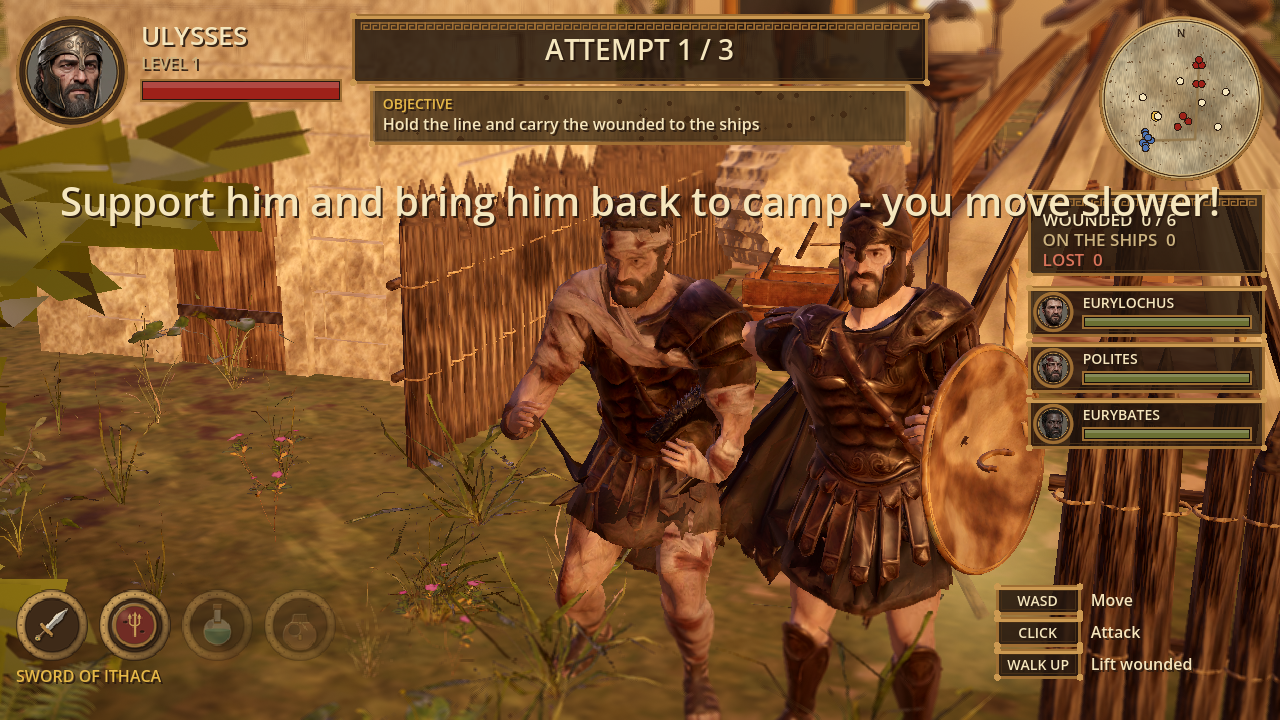 ULYSSES
LEVEL 1
ATTEMPT 1 / 3
OBJECTIVE
Hold the line and carry the wounded to the ships
N
Support him and bring him back to camp - you move slower!
WOUNDED 0 / 6
ON THE SHIPS 0
LOST 0
EURYLOCHUS
POLITES
EURYBATES
WASD Move
CLICK Attack
WALK UP Lift wounded
SWORD OF ITHACA